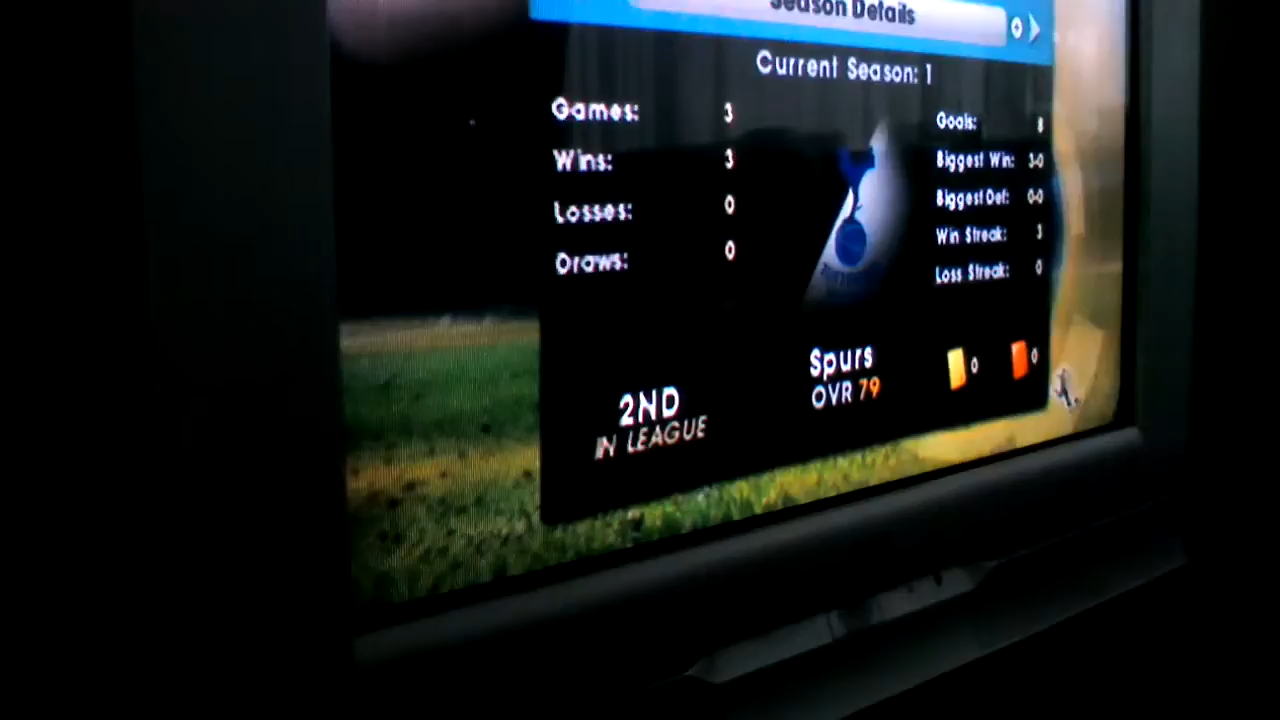 Season Details
Current Season: 1
Games: 3
Wins: 3
Losses: 0
Draws: 0
Goals: 8
Biggest Win: 3-0
Biggest Def: 0-0
Win Streak: 3
Loss Streak: 0
2ND
IN LEAGUE
Spurs
OVR 79
0
0